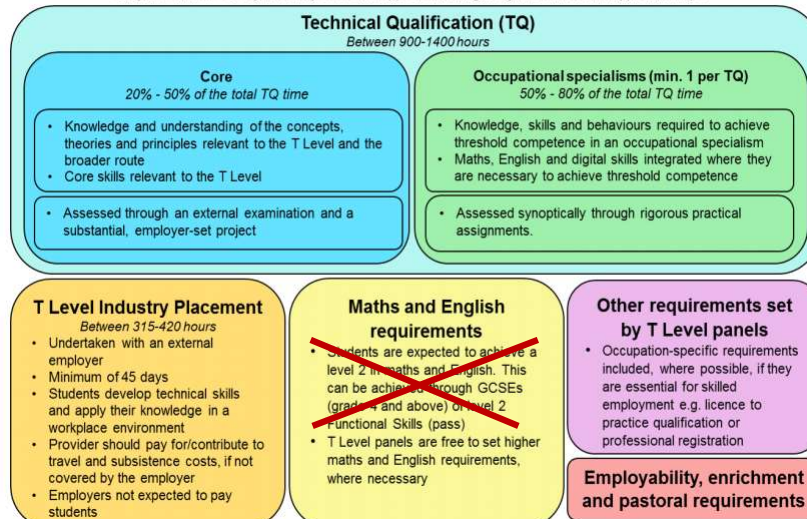 Technical Qualification (TQ)
Between 900-1400 hours
Core
20% - 50% of the total TQ time
• Knowledge and understanding of the concepts,
theories and principles relevant to the T Level and the
broader route
• Core skills relevant to the T Level
• Assessed through an external examination and a
substantial, employer-set project
Occupational specialisms (min. 1 per TQ)
50% - 80% of the total TQ time
• Knowledge, skills and behaviours required to achieve
threshold competence in an occupational specialism
• Maths, English and digital skills integrated where they
are necessary to achieve threshold competence
• Assessed synoptically through rigorous practical
assignments.
T Level Industry Placement
Between 315-420 hours
• Undertaken with an external
employer
• Minimum of 45 days
• Students develop technical skills
and apply their knowledge in a
workplace environment
• Provider should pay for/contribute to
travel and subsistence costs, if not
covered by the employer
• Employers not expected to pay
students
Maths and English
requirements
• Students are expected to achieve a
level 2 in maths and English. This
can be achieved through GCSEs
(grade 4 and above) or level 2
Functional Skills (pass)
• T Level panels are free to set higher
maths and English requirements,
where necessary
Other requirements set
by T Level panels
• Occupation-specific requirements
included, where possible, if they
are essential for skilled
employment e.g. licence to
practice qualification or
professional registration
Employability, enrichment
and pastoral requirements